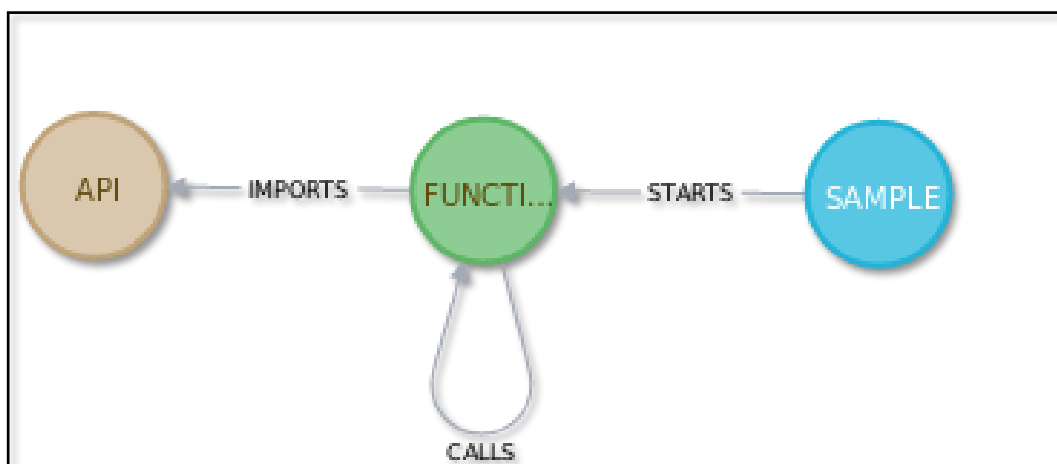 API
IMPORTS
FUNCTI...
STARTS
SAMPLE
CALLS